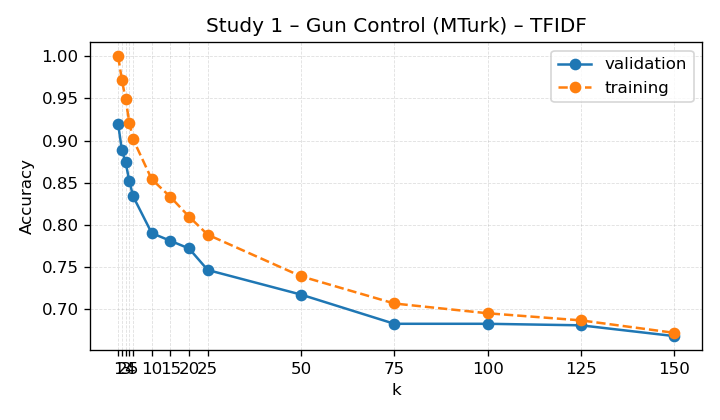 Study 1 – Gun Control (MTurk) – TFIDF
validation
training
1.00
0.95
0.90
0.85
0.80
0.75
0.70
Accuracy
10 15 20 25 50 75 100 125 150
k